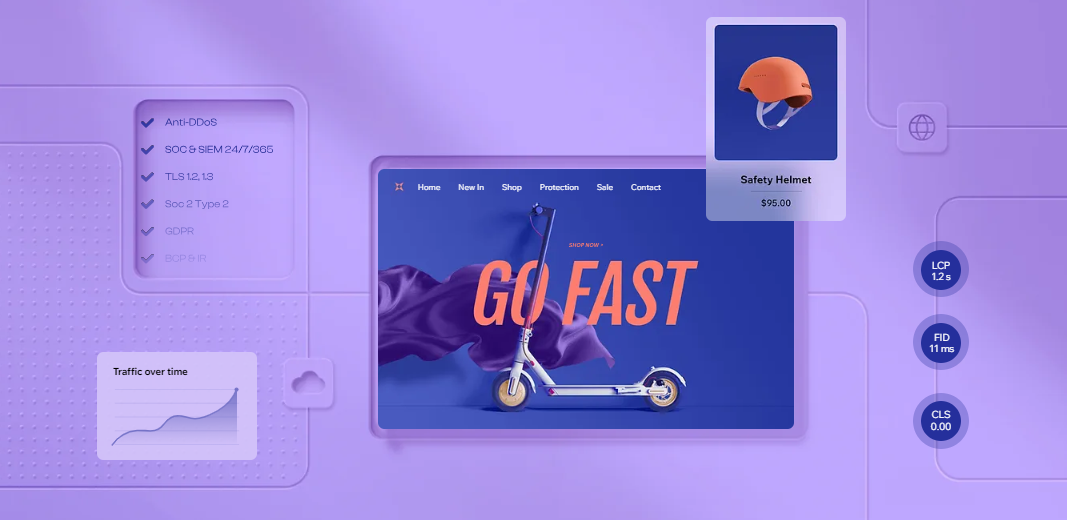 Anti-DDoS
SOC & SIEM 24/7/365
TLS 1.2, 1.3
Soc 2 Type 2
GDPR
BCP & IR
Traffic over time
Home New In Shop Protection Sale Contact
SHOP NOW >
GO FAST
Safety Helmet
$95.00
LCP
1.2 s
FID
11 ms
CLS
0.00